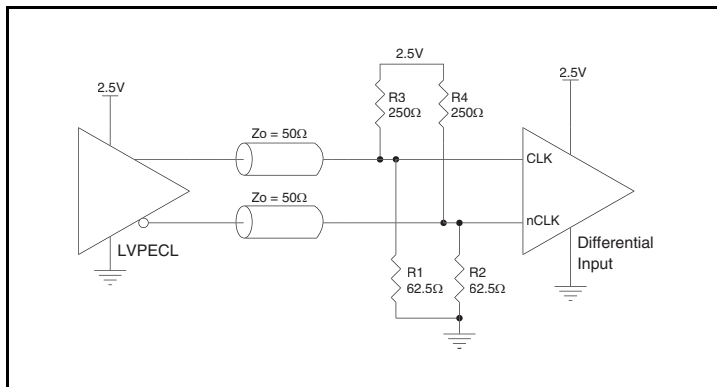 2.5V
2.5V
2.5V
R3
250Ω
R4
250Ω
Zo = 50Ω
CLK
Zo = 50Ω
nCLK
LVPECL
Differential
Input
R1
62.5Ω
R2
62.5Ω